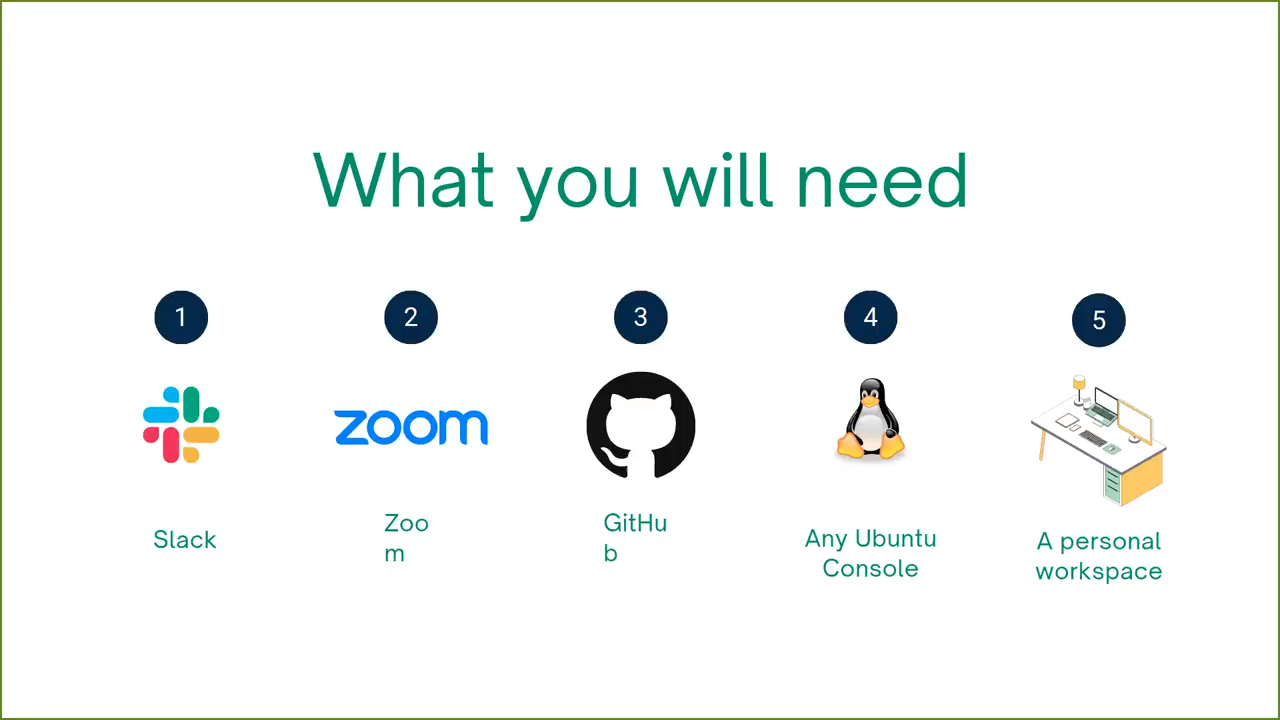 What you will need
1
2
3
4
5
zoom
Slack
Zoo
m
GitHu
b
Any Ubuntu
Console
A personal
workspace